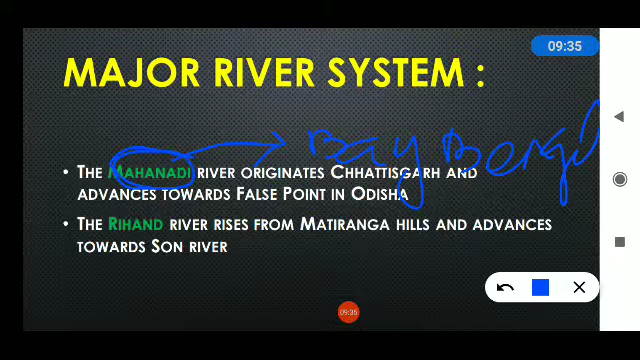 09:35
MAJOR RIVER SYSTEM :
Bay Bengal
• THE MAHANADI RIVER ORIGINATES CHHATTISGARH AND
ADVANCES TOWARDS FALSE POINT IN ODISHA
• THE RIHAND RIVER RISES FROM MATIRANGA HILLS AND ADVANCES
TOWARDS SON RIVER
09:35